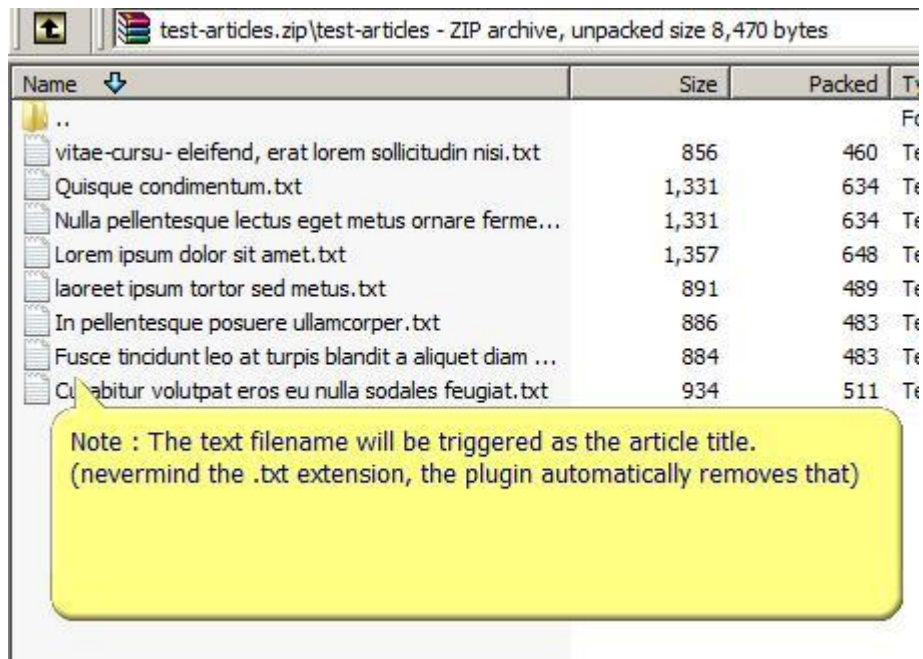 test-articles.zip\test-articles - ZIP archive, unpacked size 8,470 bytes
Name Size Packed
..
vitae-cursu- eleifend, erat lorem sollicitudin nisi.txt 856 460
Quisque condimentum.txt 1,331 634
Nulla pellentesque lectus eget metus ornare ferme... 1,331 634
Lorem ipsum dolor sit amet.txt 1,357 648
laoreet ipsum tortor sed metus.txt 891 489
In pellentesque posuere ullamcorper.txt 886 483
Fusce tincidunt leo at turpis blandit a aliquet diam ... 884 483
volutpat eros eu nulla sodales feugiat.txt 934 511
Note : The text filename will be triggered as the article title.
(nevermind the .txt extension, the plugin automatically removes that)